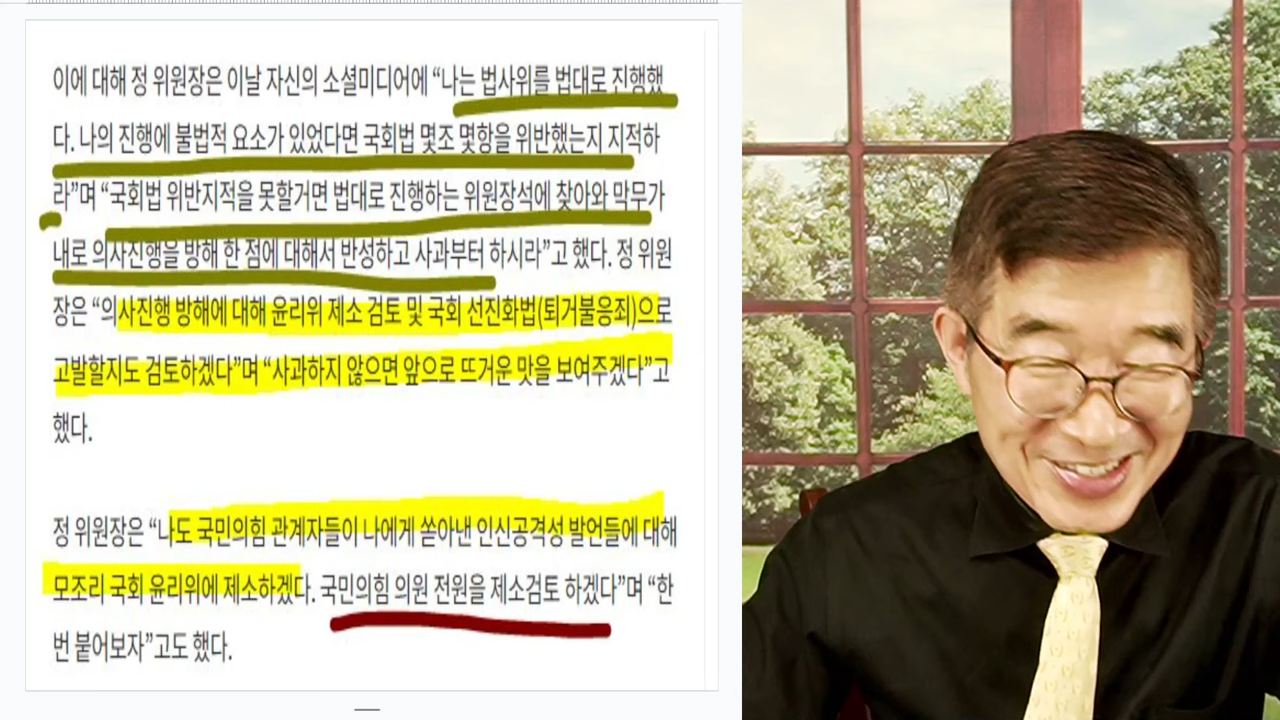 이에 대해 정 위원장은 이날 자신의 소셜미디어에 “나는 법사위를 법대로 진행했
다. 나의 진행에 불법적 요소가 있었다면 국회법 몇조 몇항을 위반했는지 지적하
라”며 “국회법 위반지적을 못할거면 법대로 진행하는 위원장석에 찾아와 막무가
내로 의사진행을 방해 한 점에 대해서 반성하고 사과부터 하시라”고 했다. 정 위원
장은 “의사진행 방해에 대해 윤리위 제소 검토 및 국회 선진화법(퇴거불응죄)으로
고발할지도 검토하겠다”며 “사과하지 않으면 앞으로 뜨거운 맛을 보여주겠다”고
했다.
정 위원장은 “나도 국민의힘 관계자들이 나에게 쏟아낸 인신공격성 발언들에 대해
모조리 국회 윤리위에 제소하겠다. 국민의힘 의원 전원을 제소검토 하겠다”며 “한
번 붙어보자”고도 했다.